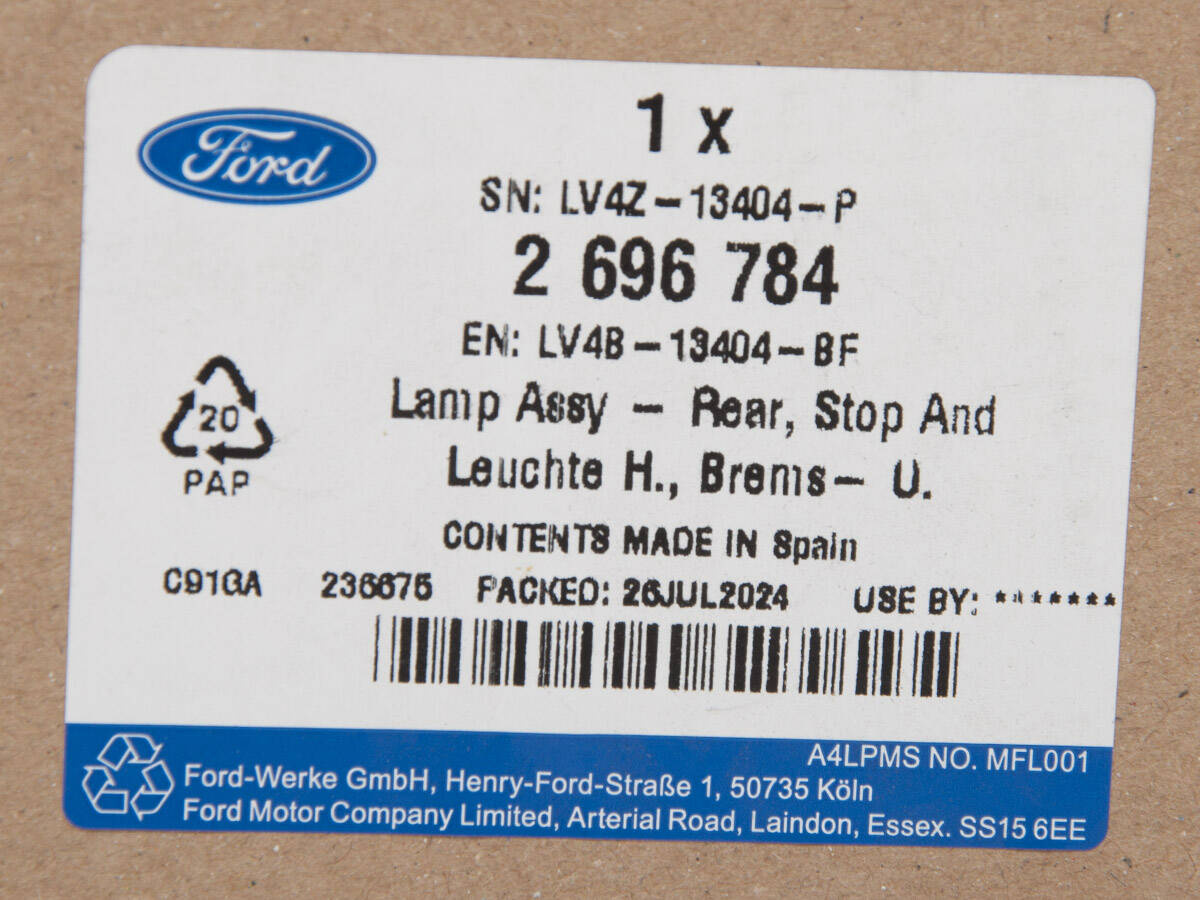 Ford
1 x
SN: LV4Z-13404-P
2 696 784
EN: LV4B-13404-BF
Lamp Assy - Rear, Stop And
Leuchte H., Brems- U.
20
PAP
CONTENTS MADE IN Spain
C91GA 236675 PACKED: 26JUL2024 USE BY: *******
A4LPMS NO. MFL001
Ford-Werke GmbH, Henry-Ford-Straße 1, 50735 Köln
Ford Motor Company Limited, Arterial Road, Laindon, Essex. SS15 6EE